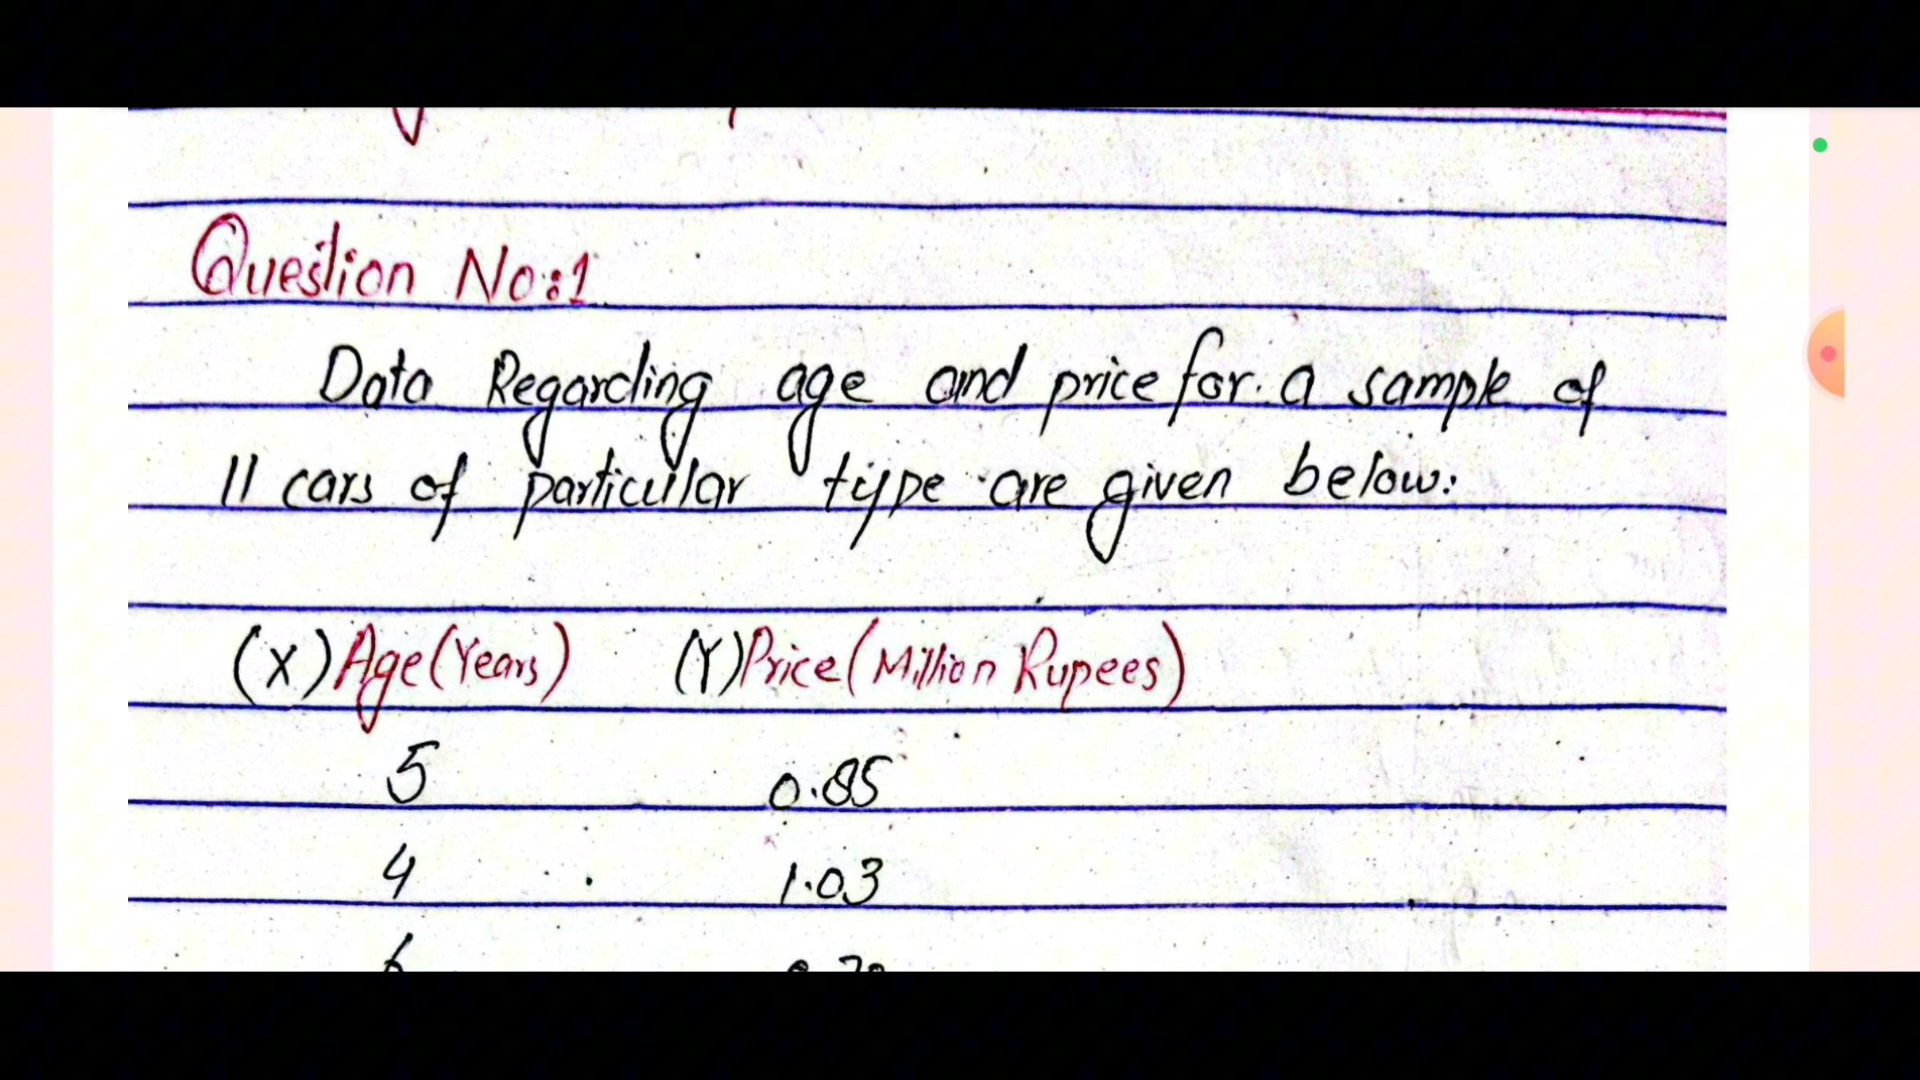 Question No:1
Data Regarding age and price for a sample of
11 cars of particular type are given below:
(X) Age (Years) (Y) Price (Million Rupees)
5 0.85
4 1.03